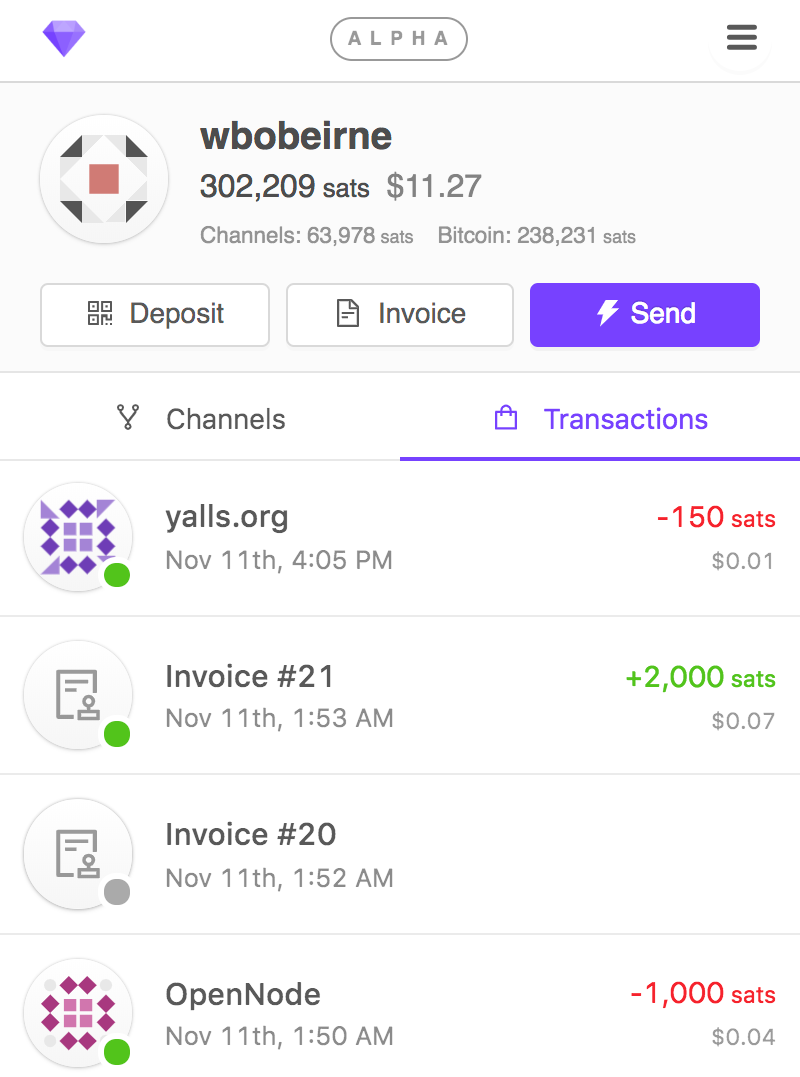 ALPHA
wbobeirne
302,209 sats $11.27
Channels: 63,978 sats Bitcoin: 238,231 sats
Deposit Invoice Send
Channels Transactions
yalls.org -150 sats
Nov 11th, 4:05 PM $0.01
Invoice #21 +2,000 sats
Nov 11th, 1:53 AM $0.07
Invoice #20
Nov 11th, 1:52 AM
OpenNode -1,000 sats
Nov 11th, 1:50 AM $0.04